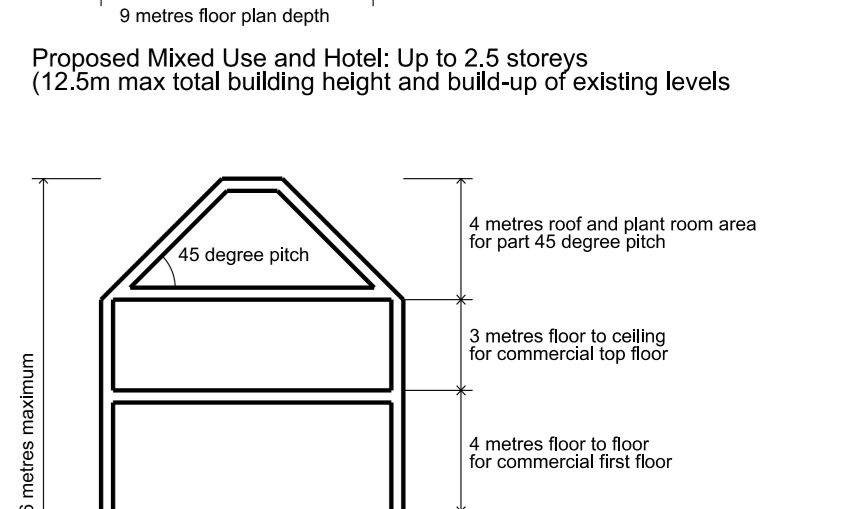 9 metres floor plan depth
Proposed Mixed Use and Hotel: Up to 2.5 storeys
(12.5m max total building height and build-up of existing levels
4 metres roof and plant room area
for part 45 degree pitch
45 degree pitch
3 metres floor to ceiling
for commercial top floor
metres maximum
4 metres floor to floor
for commercial first floor